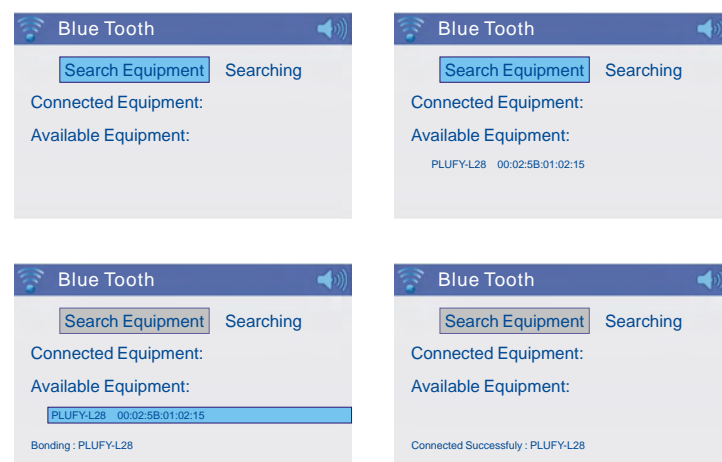 Blue Tooth
Search Equipment Searching
Connected Equipment:
Available Equipment:
Blue Tooth
Search Equipment Searching
Connected Equipment:
Available Equipment:
PLUFY-L28 00:02:5B:01:02:15
Blue Tooth
Search Equipment Searching
Connected Equipment:
Available Equipment:
PLUFY-L28 00:02:5B:01:02:15
Bonding : PLUFY-L28
Blue Tooth
Search Equipment Searching
Connected Equipment:
Available Equipment:
Connected Successfuly : PLUFY-L28